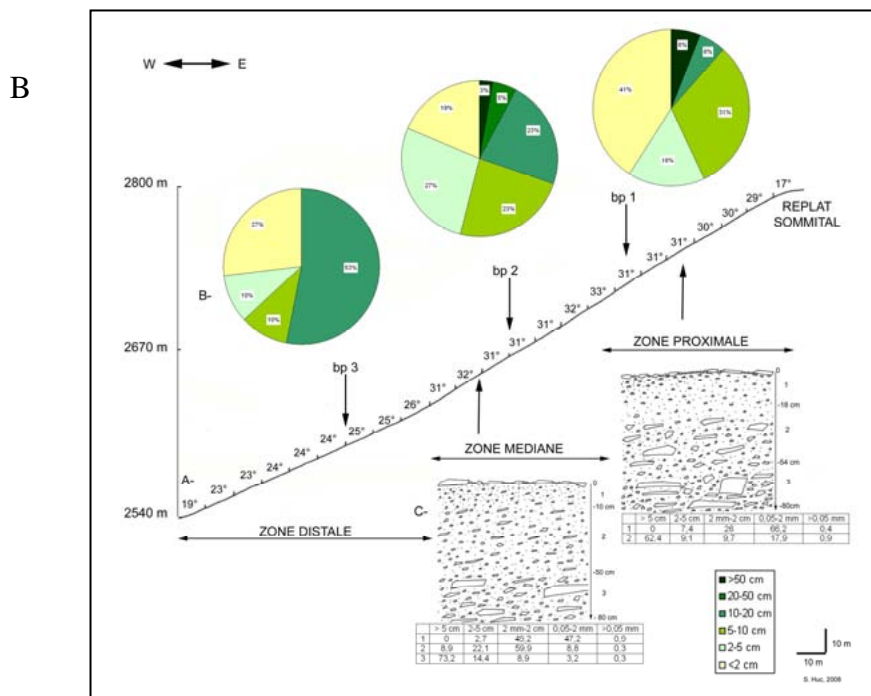 B
W E
2800 m
2670 m
2540 m
6%
6%
31%
16%
41%
3%
5%
23%
23%
27%
19%
53%
10%
10%
27%
B-
bp 1
bp 2
bp 3
17°
29°
30°
30°
31°
31°
31°
33°
32°
31°
31°
31°
32°
31°
26°
25°
25°
24°
24°
24°
23°
23°
19°
A-
REPLAT
SOMMITAL
ZONE PROXIMALE
ZONE MEDIANE
ZONE DISTALE
0
1
-18 cm
2
-54 cm
-80cm
> 5 cm 2-5 cm 2 mm-2 cm 0,05-2 mm >0,05 mm
1 0 7,4 26 66,2 0,4
2 62,4 9,1 9,7 17,9 0,9
C-
0
1
-10 cm
2
-50 cm
3
- 80 cm
> 5 cm 2-5 cm 2 mm-2 cm 0,05-2 mm >0,05 mm
1 0 2,7 47,2
2 8,9 22,1 59,9 8,8 0,3
3 73,2 14,4 8,9 3,2 0,3
>50 cm
20-50 cm
10-20 cm
5-10 cm
2-5 cm
<2 cm
10 m
10 m
S. Huc, 2008